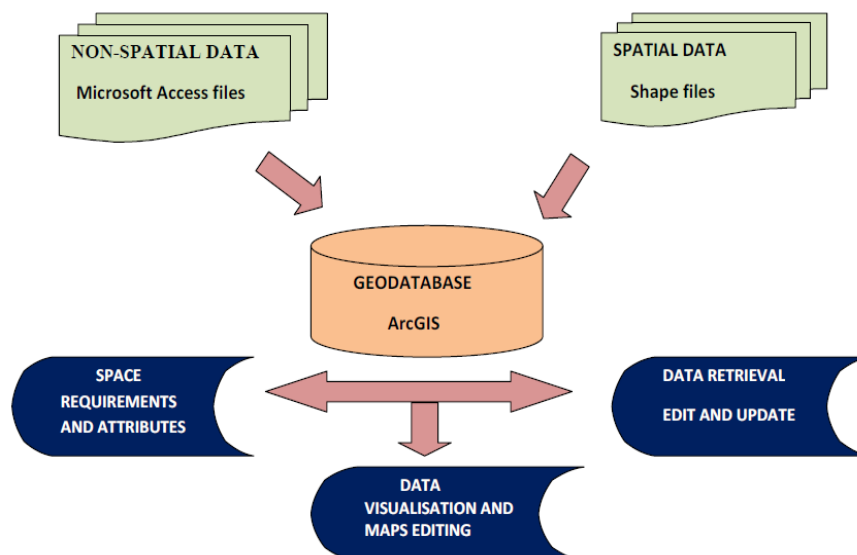 NON-SPATIAL DATA
Microsoft Access files
SPATIAL DATA
Shape files
GEODATABASE
ArcGIS
SPACE
REQUIREMENTS
AND ATTRIBUTES
DATA RETRIEVAL
EDIT AND UPDATE
DATA
VISUALISATION AND
MAPS EDITING